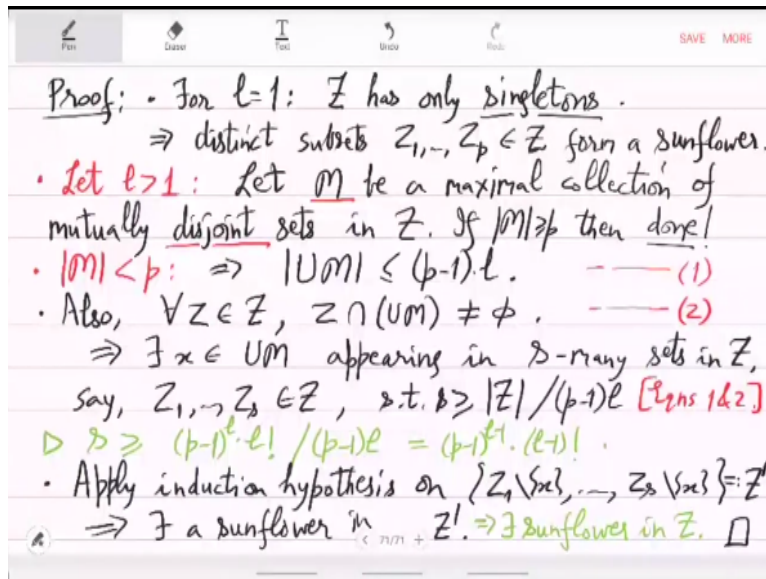 Pen Eraser Text Undo Redo SAVE MORE
Proof: · For l=1: Z has only singletons.
⇒ distinct subsets Z₁,..,Zₚ ∈ Z form a sunflower.
· Let l>1: Let M be a maximal collection of
mutually disjoint sets in Z. If |M|≥p then done!
· |M|<p: ⇒ |∪M| ≤ (p-1)·l. ——— (1)
· Also, ∀Z∈Z, Z∩(∪M) ≠ φ. ——— (2)
⇒ ∃x∈ ∪M appearing in s-many sets in Z,
say, Z₁,..,Zₛ ∈Z, s.t. s≥ |Z|/(p-1)l [Eqns 1&2]
▷ s ≥ (p-1)ˡ·l!/(p-1)l = (p-1)ˡ⁻¹·(l-1)!.
· Apply induction hypothesis on {Z₁\{x},..., Zₛ\{x}}=:Z'
⇒ ∃ a sunflower in Z'. ⇒∃ sunflower in Z. □
< 71/71 +